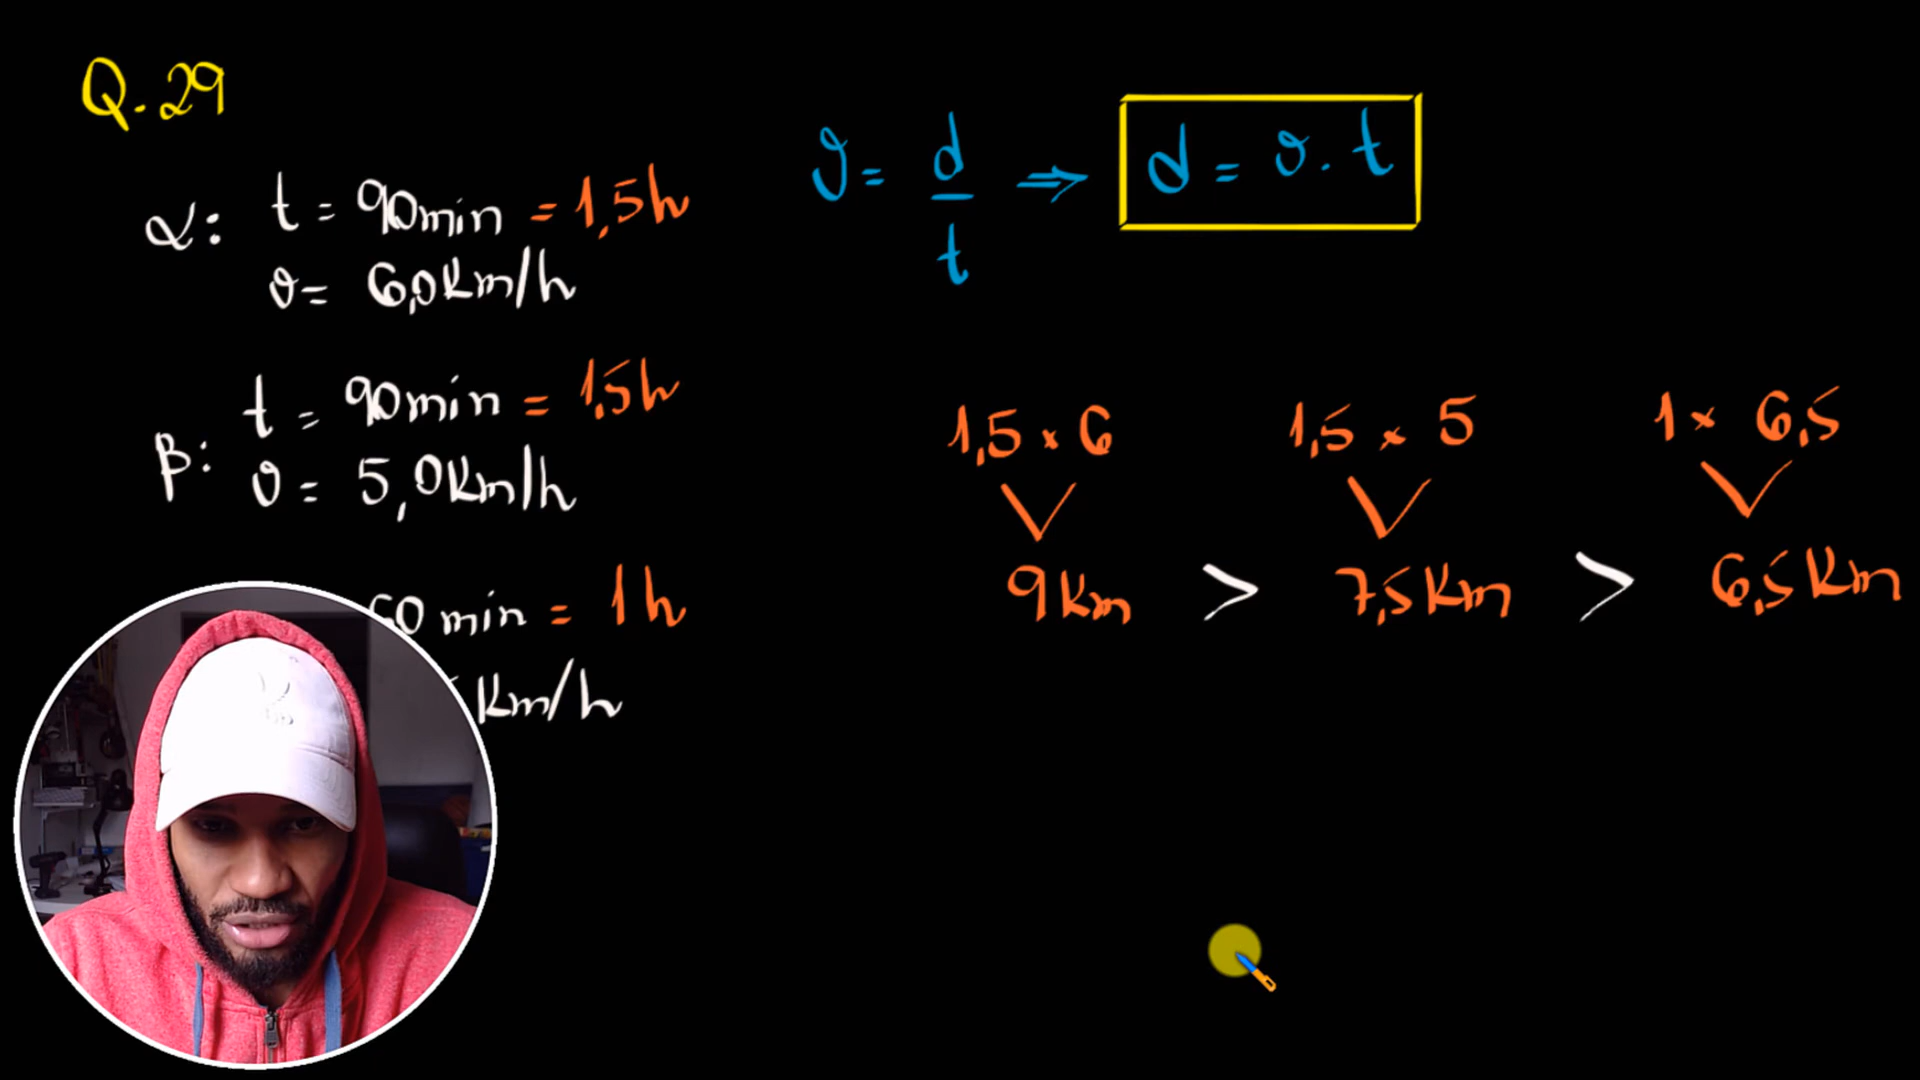 Q.29
α: t = 90min = 1,5h
v = 6,0Km/h
β: t = 90min = 1,5h
v = 5,0Km/h
60 min = 1h
Km/h
v = d/t ⇒ d = v . t
1,5 × 6 1,5 × 5 1 × 6,5
9Km > 7,5Km > 6,5Km